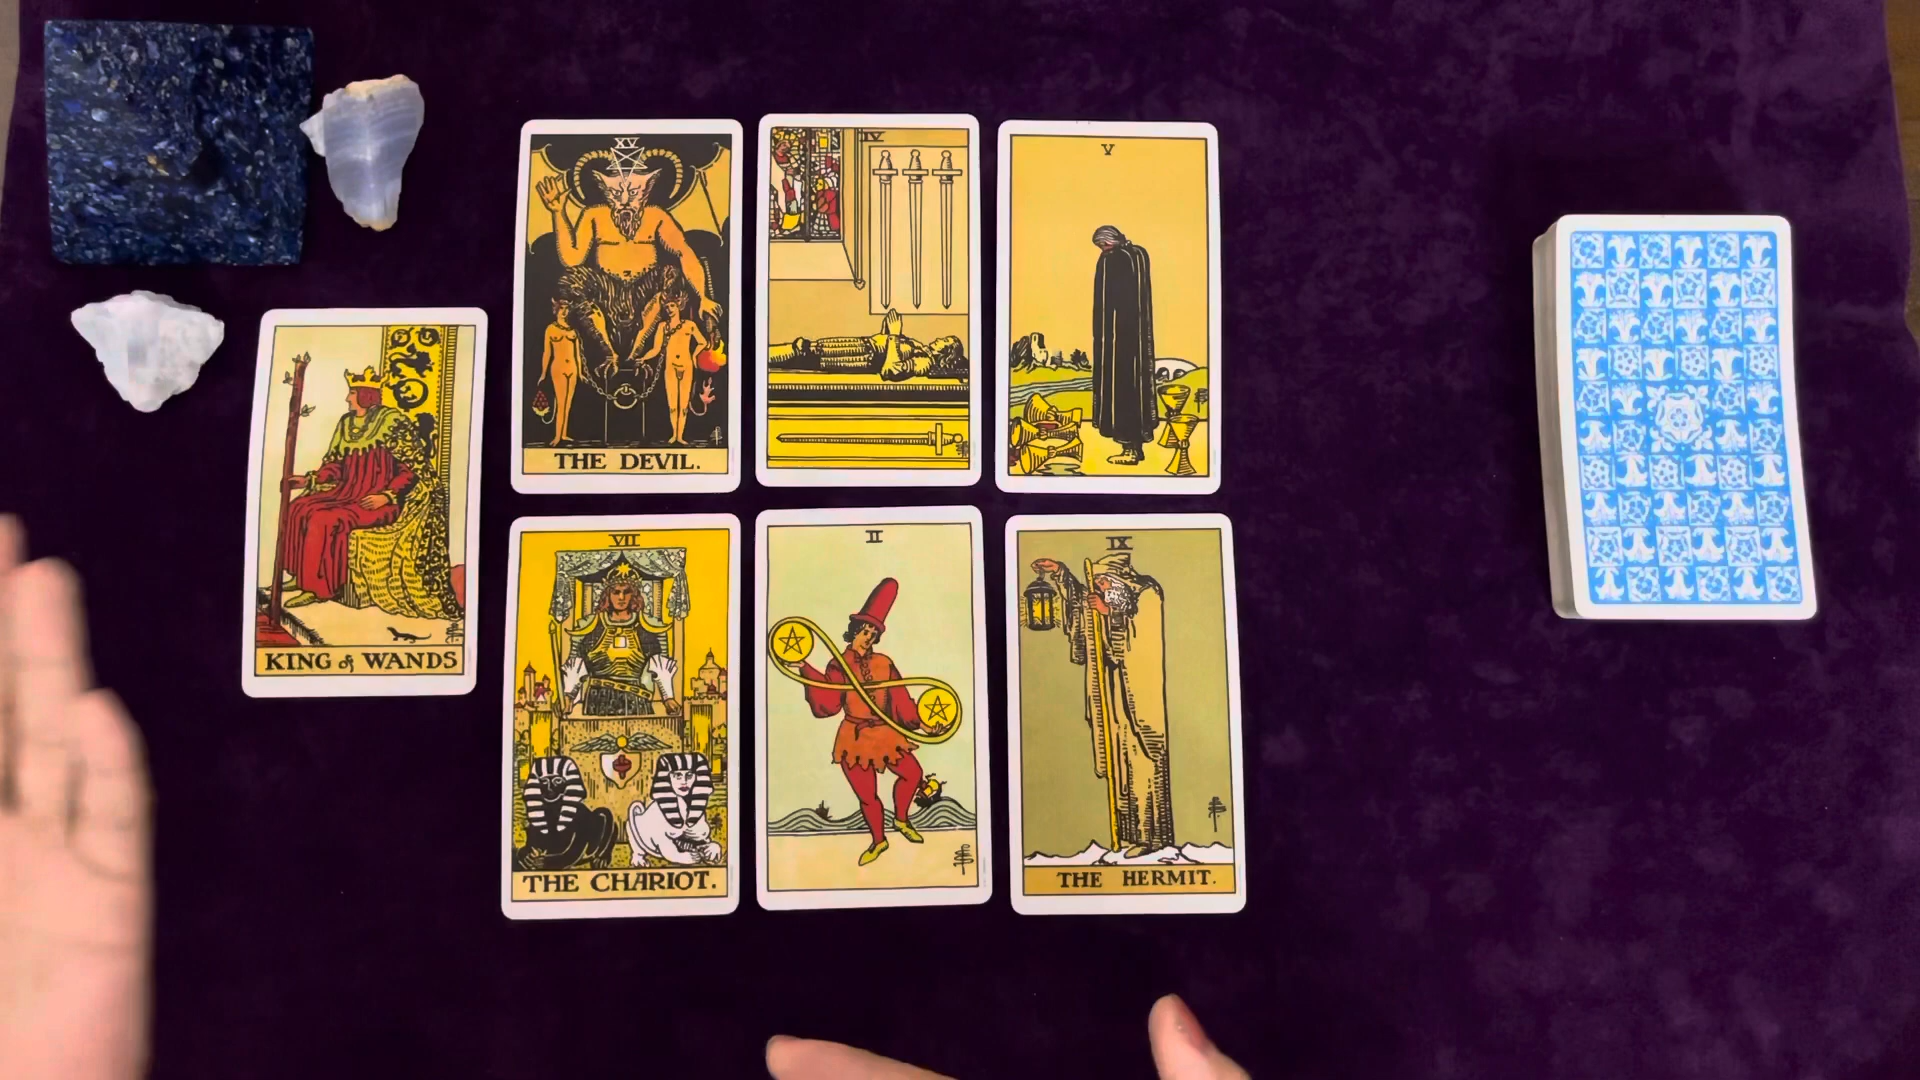 XV
THE DEVIL.
IV
V
KING of WANDS
VII
THE CHARIOT.
II
IX
THE HERMIT.